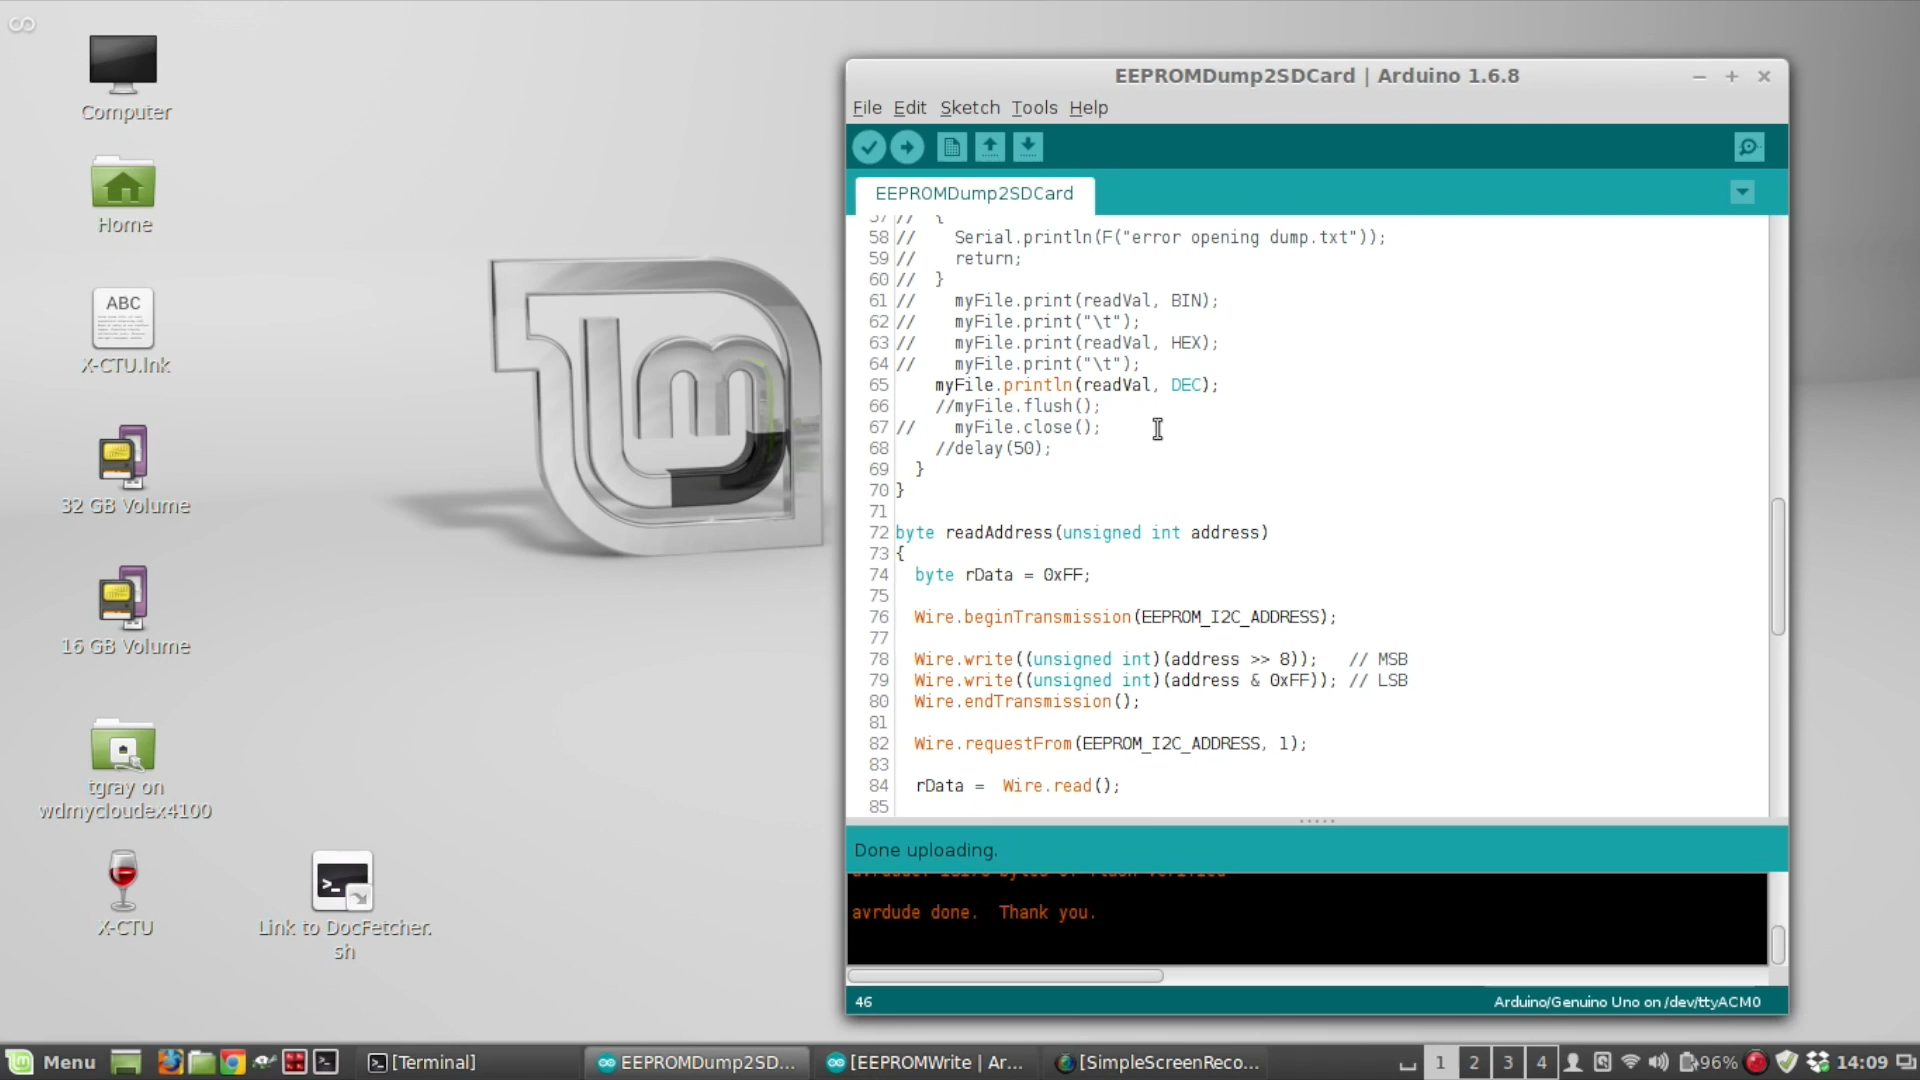 Computer
Home
ABC
X-CTU.lnk
32 GB Volume
16 GB Volume
tgray on
wdmycloudex4100
X-CTU
Link to DocFetcher.
sh
EEPROMDump2SDCard | Arduino 1.6.8
File Edit Sketch Tools Help
EEPROMDump2SDCard
57 // {
58 // Serial.println(F("error opening dump.txt"));
59 // return;
60 // }
61 // myFile.print(readVal, BIN);
62 // myFile.print("\t");
63 // myFile.print(readVal, HEX);
64 // myFile.print("\t");
65 myFile.println(readVal, DEC);
66 //myFile.flush();
67 // myFile.close();
68 //delay(50);
69 }
70 }
71
72 byte readAddress(unsigned int address)
73 {
74 byte rData = 0xFF;
75
76 Wire.beginTransmission(EEPROM_I2C_ADDRESS);
77
78 Wire.write((unsigned int)(address >> 8)); // MSB
79 Wire.write((unsigned int)(address & 0xFF)); // LSB
80 Wire.endTransmission();
81
82 Wire.requestFrom(EEPROM_I2C_ADDRESS, 1);
83
84 rData = Wire.read();
85
Done uploading.
avrdude done. Thank you.
46
Arduino/Genuino Uno on /dev/ttyACM0
Menu [Terminal] EEPROMDump2SD... [EEPROMWrite | Ar... [SimpleScreenReco... 1 2 3 4 96% 14:09